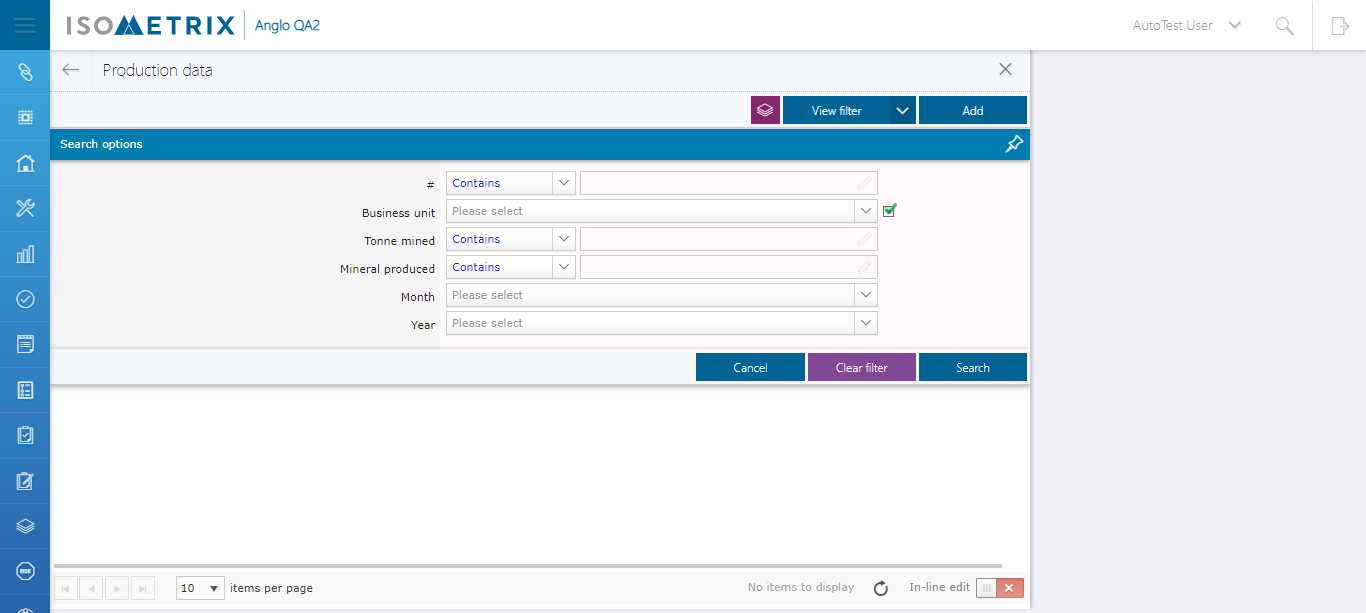 ISOMETRIX Anglo QA2 AutoTest User
Production data
View filter Add
Search options
# Contains
Business unit Please select
Tonne mined Contains
Mineral produced Contains
Month Please select
Year Please select
Cancel Clear filter Search
10 items per page No items to display In-line edit